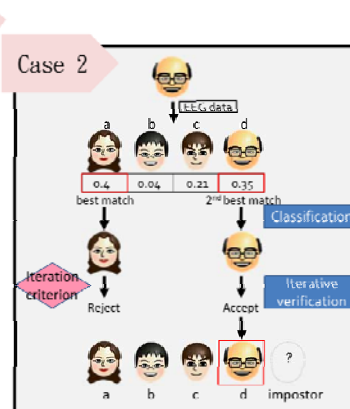 Case 2
EEG data
a b c d
0.4 0.04 0.21 0.35
best match 2nd best match
Classification
Iteration
criterion
Iterative
verification
Reject Accept
?
a b c d impostor